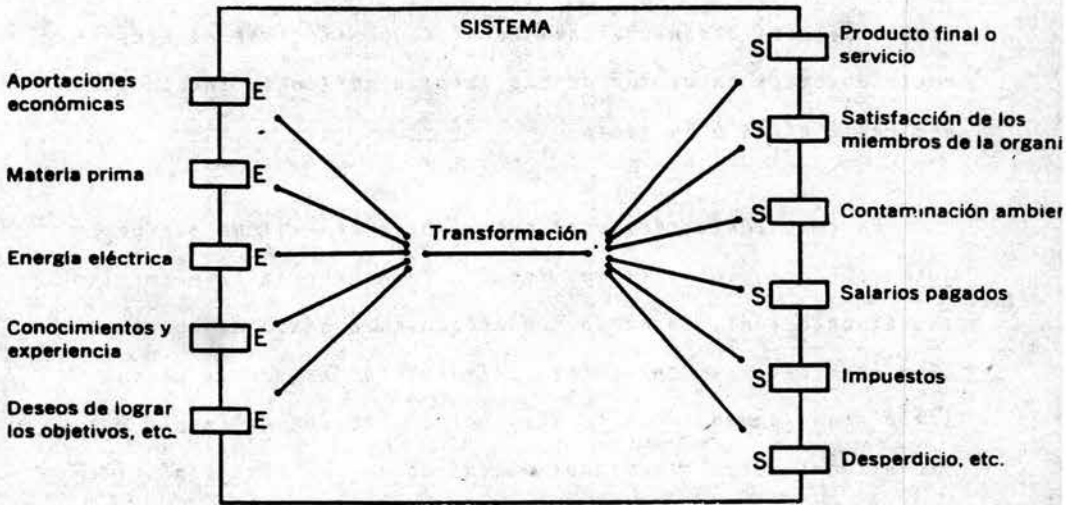 SISTEMA
Aportaciones
económicas
E
Materia prima
E
Energía eléctrica
E
Conocimientos y
experiencia
E
Deseos de lograr
los objetivos, etc.
E
Transformación
S
Producto final o
servicio
S
Satisfacción de los
miembros de la organi
S
Contaminación ambien
S
Salarios pagados
S
Impuestos
S
Desperdicio, etc.